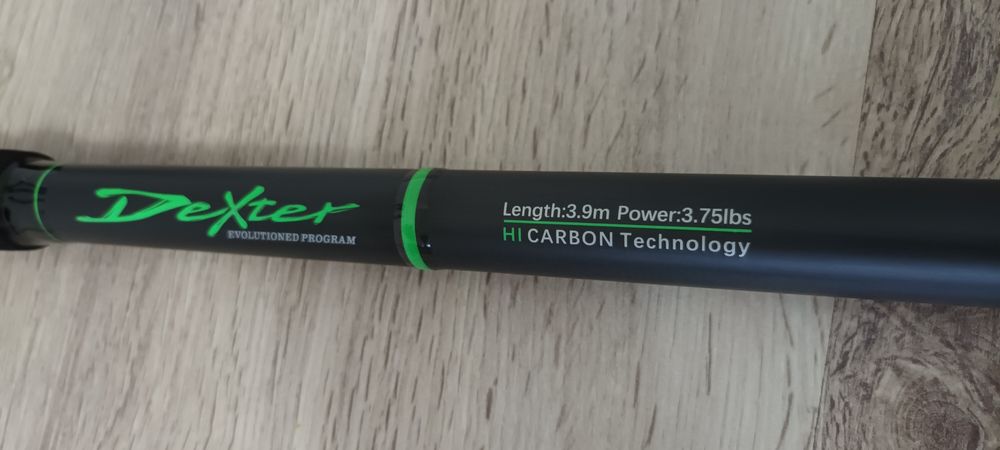 DeXter
EVOLUTIONED PROGRAM
Length:3.9m Power:3.75lbs
HI CARBON Technology